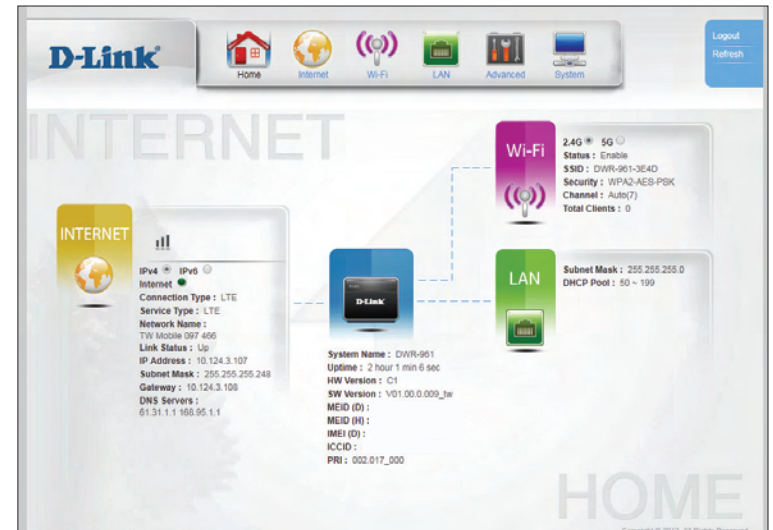 D-Link
Home
Internet
Wi-Fi
LAN
Advanced
System
Logout
Refresh
INTERNET
INTERNET
IPv4 IPv6
Internet
Connection Type : LTE
Service Type : LTE
Network Name :
TW Mobile 097 466
Link Status : Up
IP Address : 10.124.3.107
Subnet Mask : 255.255.255.248
Gateway : 10.124.3.108
DNS Servers :
61.31.1.1 168.95.1.1
D-Link
System Name : DWR-961
Uptime : 2 hour 1 min 6 sec
HW Version : C1
SW Version : V01.00.0.009_tw
MEID (D) :
MEID (H) :
IMEI (D) :
ICCID :
PRI : 002.017_000
Wi-Fi
2.4G 5G
Status : Enable
SSID : DWR-961-3E4D
Security : WPA2-AES-PSK
Channel : Auto(7)
Total Clients : 0
LAN
Subnet Mask : 255.255.255.0
DHCP Pool : 50 ~ 199
HOME